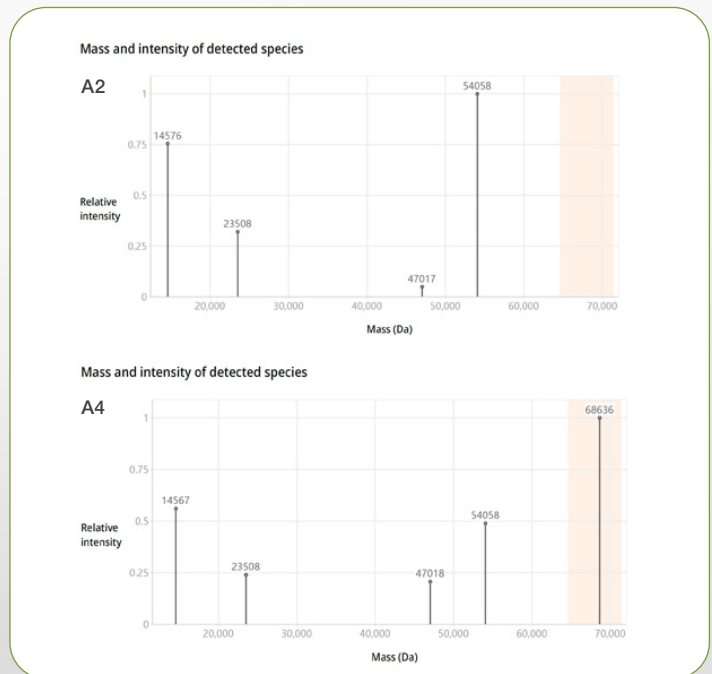 Mass and intensity of detected species
A2
54058
1
14576
0.75
Relative
intensity
0.5
23508
0.25
47017
0
20,000 30,000 40,000 50,000 60,000 70,000
Mass (Da)
Mass and intensity of detected species
A4
68636
1
0.75
14567
54058
Relative
intensity
0.5
23508
47018
0.25
0
20,000 30,000 40,000 50,000 60,000 70,000
Mass (Da)